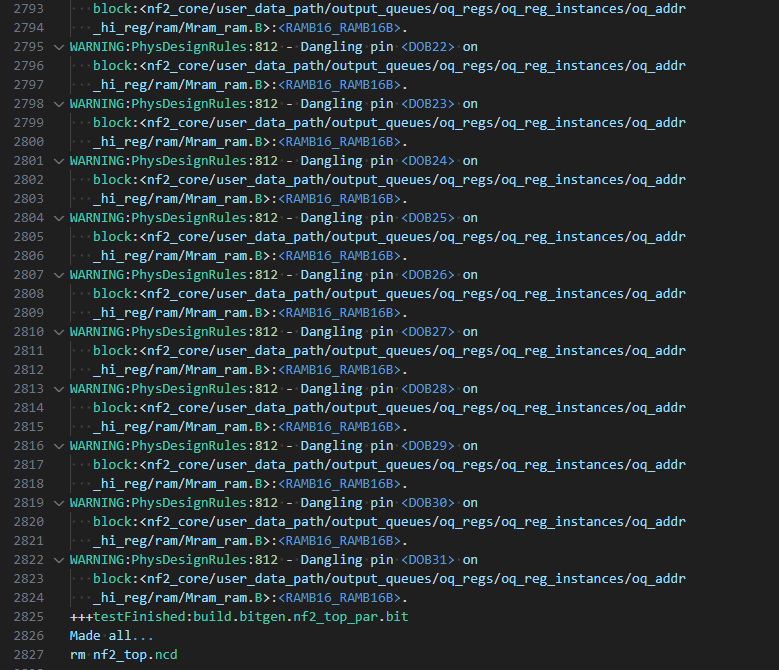 2793 block:<nf2_core/user_data_path/output_queues/oq_regs/oq_reg_instances/oq_addr
2794 _hi_reg/ram/Mram_ram.B>:<RAMB16_RAMB16B>.
2795 WARNING:PhysDesignRules:812 - Dangling pin <DOB22> on
2796 block:<nf2_core/user_data_path/output_queues/oq_regs/oq_reg_instances/oq_addr
2797 _hi_reg/ram/Mram_ram.B>:<RAMB16_RAMB16B>.
2798 WARNING:PhysDesignRules:812 - Dangling pin <DOB23> on
2799 block:<nf2_core/user_data_path/output_queues/oq_regs/oq_reg_instances/oq_addr
2800 _hi_reg/ram/Mram_ram.B>:<RAMB16_RAMB16B>.
2801 WARNING:PhysDesignRules:812 - Dangling pin <DOB24> on
2802 block:<nf2_core/user_data_path/output_queues/oq_regs/oq_reg_instances/oq_addr
2803 _hi_reg/ram/Mram_ram.B>:<RAMB16_RAMB16B>.
2804 WARNING:PhysDesignRules:812 - Dangling pin <DOB25> on
2805 block:<nf2_core/user_data_path/output_queues/oq_regs/oq_reg_instances/oq_addr
2806 _hi_reg/ram/Mram_ram.B>:<RAMB16_RAMB16B>.
2807 WARNING:PhysDesignRules:812 - Dangling pin <DOB26> on
2808 block:<nf2_core/user_data_path/output_queues/oq_regs/oq_reg_instances/oq_addr
2809 _hi_reg/ram/Mram_ram.B>:<RAMB16_RAMB16B>.
2810 WARNING:PhysDesignRules:812 - Dangling pin <DOB27> on
2811 block:<nf2_core/user_data_path/output_queues/oq_regs/oq_reg_instances/oq_addr
2812 _hi_reg/ram/Mram_ram.B>:<RAMB16_RAMB16B>.
2813 WARNING:PhysDesignRules:812 - Dangling pin <DOB28> on
2814 block:<nf2_core/user_data_path/output_queues/oq_regs/oq_reg_instances/oq_addr
2815 _hi_reg/ram/Mram_ram.B>:<RAMB16_RAMB16B>.
2816 WARNING:PhysDesignRules:812 - Dangling pin <DOB29> on
2817 block:<nf2_core/user_data_path/output_queues/oq_regs/oq_reg_instances/oq_addr
2818 _hi_reg/ram/Mram_ram.B>:<RAMB16_RAMB16B>.
2819 WARNING:PhysDesignRules:812 - Dangling pin <DOB30> on
2820 block:<nf2_core/user_data_path/output_queues/oq_regs/oq_reg_instances/oq_addr
2821 _hi_reg/ram/Mram_ram.B>:<RAMB16_RAMB16B>.
2822 WARNING:PhysDesignRules:812 - Dangling pin <DOB31> on
2823 block:<nf2_core/user_data_path/output_queues/oq_regs/oq_reg_instances/oq_addr
2824 _hi_reg/ram/Mram_ram.B>:<RAMB16_RAMB16B>.
2825 +++testFinished:build.bitgen.nf2_top_par.bit
2826 Made all...
2827 rm nf2_top.ncd